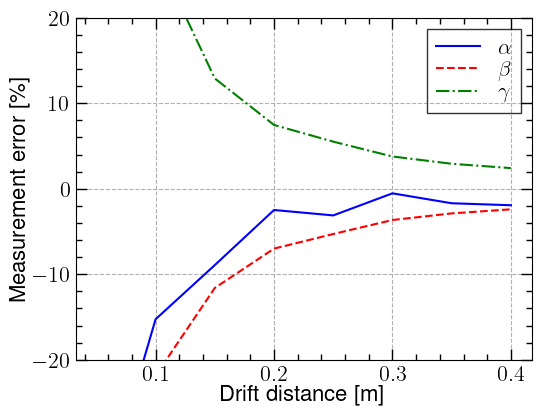 Measurement error [%]
20
10
0
−10
−20
0.1 0.2 0.3 0.4
Drift distance [m]
α
β
γ